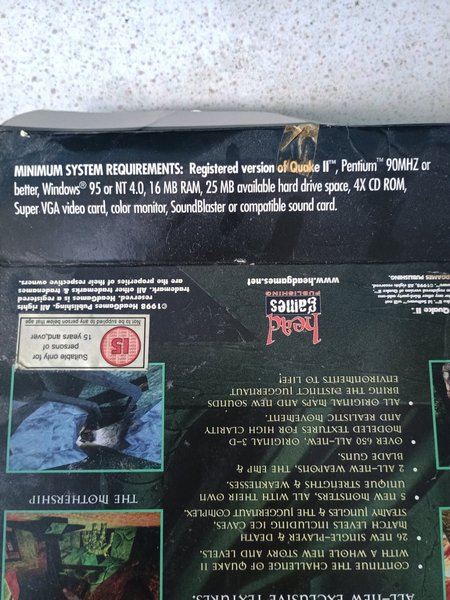 MINIMUM SYSTEM REQUIREMENTS: Registered version of Quake II™, Pentium™ 90MHZ or
better, Windows® 95 or NT 4.0, 16 MB RAM, 25 MB available hard drive space, 4X CD ROM,
Super VGA video card, color monitor, SoundBlaster or compatible sound card.
ALL-NEW EXCLUSIVE FEATURES:
• CONTINUE THE CHALLENGE OF QUAKE II
WITH A WHOLE NEW STORY AND LEVELS.
• 26 NEW SINGLE-PLAYER & DEATH
MATCH LEVELS INCLUDING ICE CAVES,
STEAMY JUNGLES & THE JUGGERNAUT COMPLEX.
• 5 NEW MONSTERS, ALL WITH THEIR OWN
UNIQUE STRENGTHS & WEAKNESSES.
• 2 ALL-NEW, WEAPONS, THE EMP &
BLADE GUNS.
• OVER 650 ALL-NEW, ORIGINAL 3-D
MODELED TEXTURES FOR HIGH CLARITY
AND REALISTIC MOVEMENT.
• ALL ORIGINAL MAPS AND NEW SOUNDS
BRING THE DISTINCT THE JUGGERNAUT
ENVIRONMENTS TO LIFE!
THE MOTHERSHIP
15
Suitable only for
persons of
15 years and over
Not to be supplied to any person below that age
head
games
PUBLISHING
www.headgames.net
©1998 HeadGames Publishing. All rights
reserved. HeadGames is a registered
trademark. All other trademarks & tradenames
are the properties of their respective owners.
Quake II